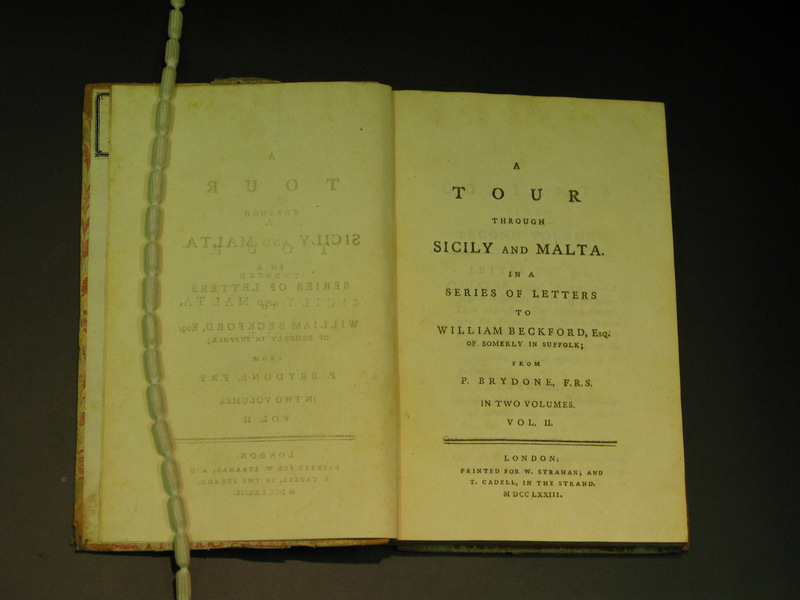 A
TOUR
THROUGH
SICILY AND MALTA.
IN A
SERIES OF LETTERS
TO
WILLIAM BECKFORD, Esq;
OF SOMERLY IN SUFFOLK;
FROM
P. BRYDONE, F.R.S.
IN TWO VOLUMES.
VOL. II.
LONDON:
PRINTED FOR W. STRAHAN; AND
T. CADELL, IN THE STRAND.
MDCCLXXIII.